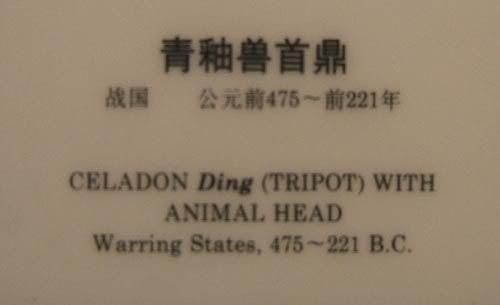 青釉兽首鼎
战国 公元前475～前221年
CELADON Ding (TRIPOT) WITH
ANIMAL HEAD
Warring States, 475～221 B.C.